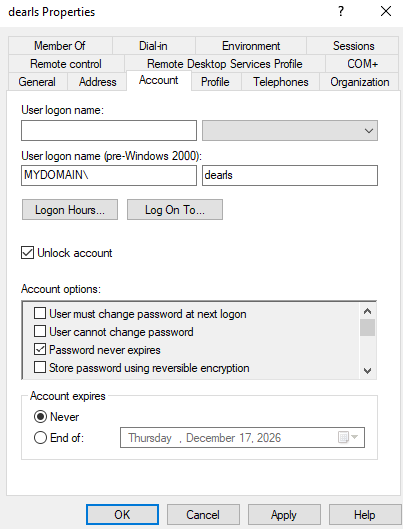 dearls Properties
? ×
Member Of Dial-in Environment Sessions
Remote control Remote Desktop Services Profile COM+
General Address Account Profile Telephones Organization
User logon name:
User logon name (pre-Windows 2000):
MYDOMAIN\ dearls
Logon Hours... Log On To...
Unlock account
Account options:
User must change password at next logon
User cannot change password
Password never expires
Store password using reversible encryption
Account expires
Never
End of: Thursday , December 17, 2026
OK Cancel Apply Help